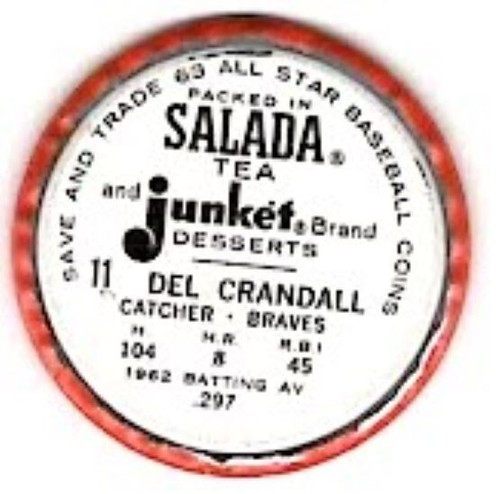 SAVE AND TRADE 63 ALL STAR BASEBALL COINS
PACKED IN
SALADA®
TEA
and junket® Brand
DESSERTS
11 DEL CRANDALL
CATCHER · BRAVES
H H.R. R.B.I
104 8 45
1962 BATTING AV
.297